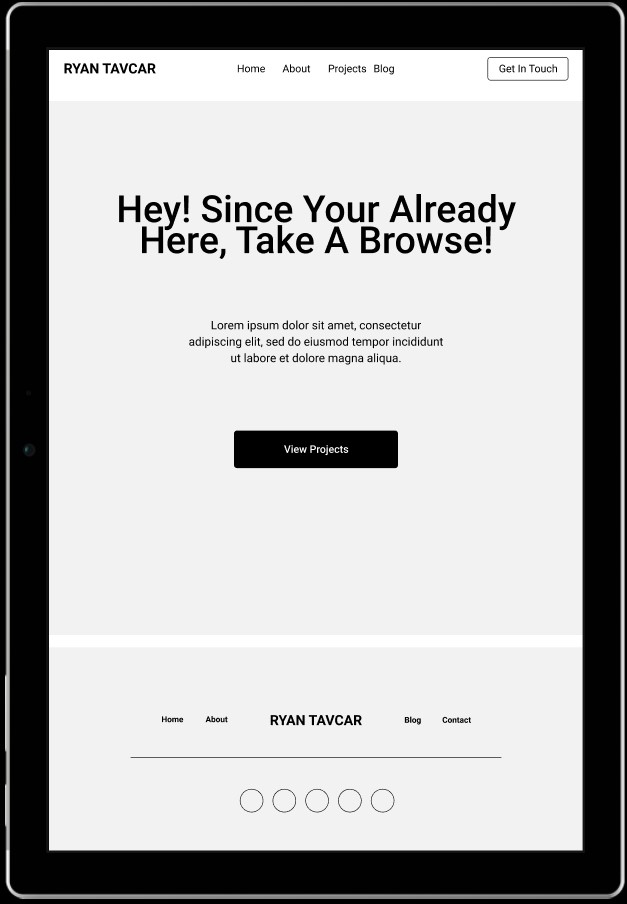 RYAN TAVCAR Home About Projects Blog Get In Touch
Hey! Since Your Already
Here, Take A Browse!
Lorem ipsum dolor sit amet, consectetur
adipiscing elit, sed do eiusmod tempor incididunt
ut labore et dolore magna aliqua.
View Projects
Home About RYAN TAVCAR Blog Contact